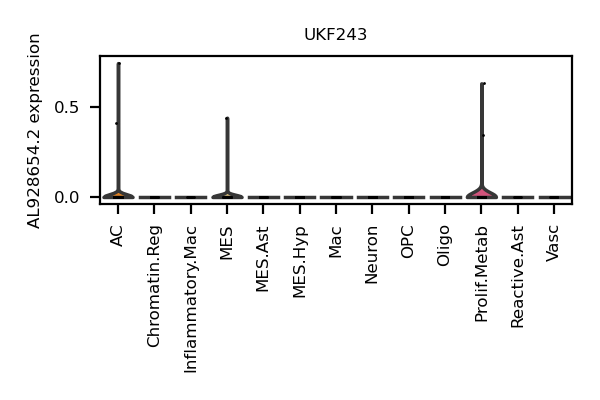 UKF243
AL928654.2 expression
0.5
0.0
AC
Chromatin.Reg
Inflammatory.Mac
MES
MES.Ast
MES.Hyp
Mac
Neuron
OPC
Oligo
Prolif.Metab
Reactive.Ast
Vasc